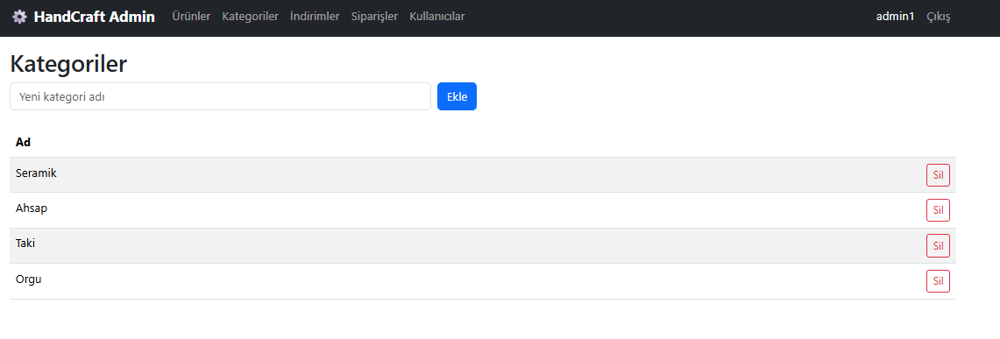 HandCraft Admin Ürünler Kategoriler İndirimler Siparişler Kullanıcılar admin1 Çıkış
Kategoriler
Yeni kategori adı Ekle
Ad
Seramik Sil
Ahsap Sil
Taki Sil
Orgu Sil